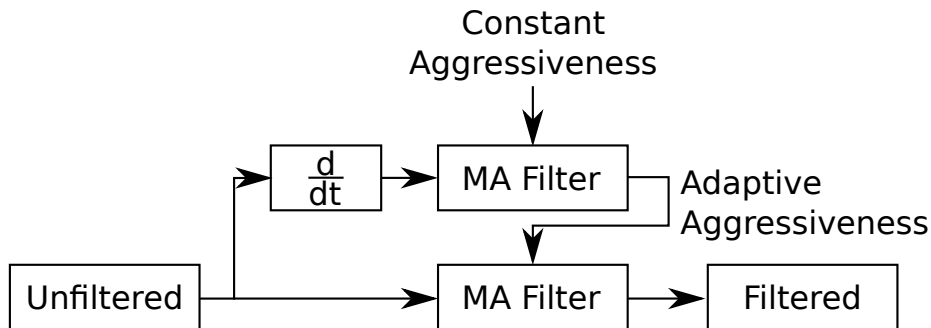 Constant
Aggressiveness
d
dt
MA Filter
Adaptive
Aggressiveness
Unfiltered
MA Filter
Filtered